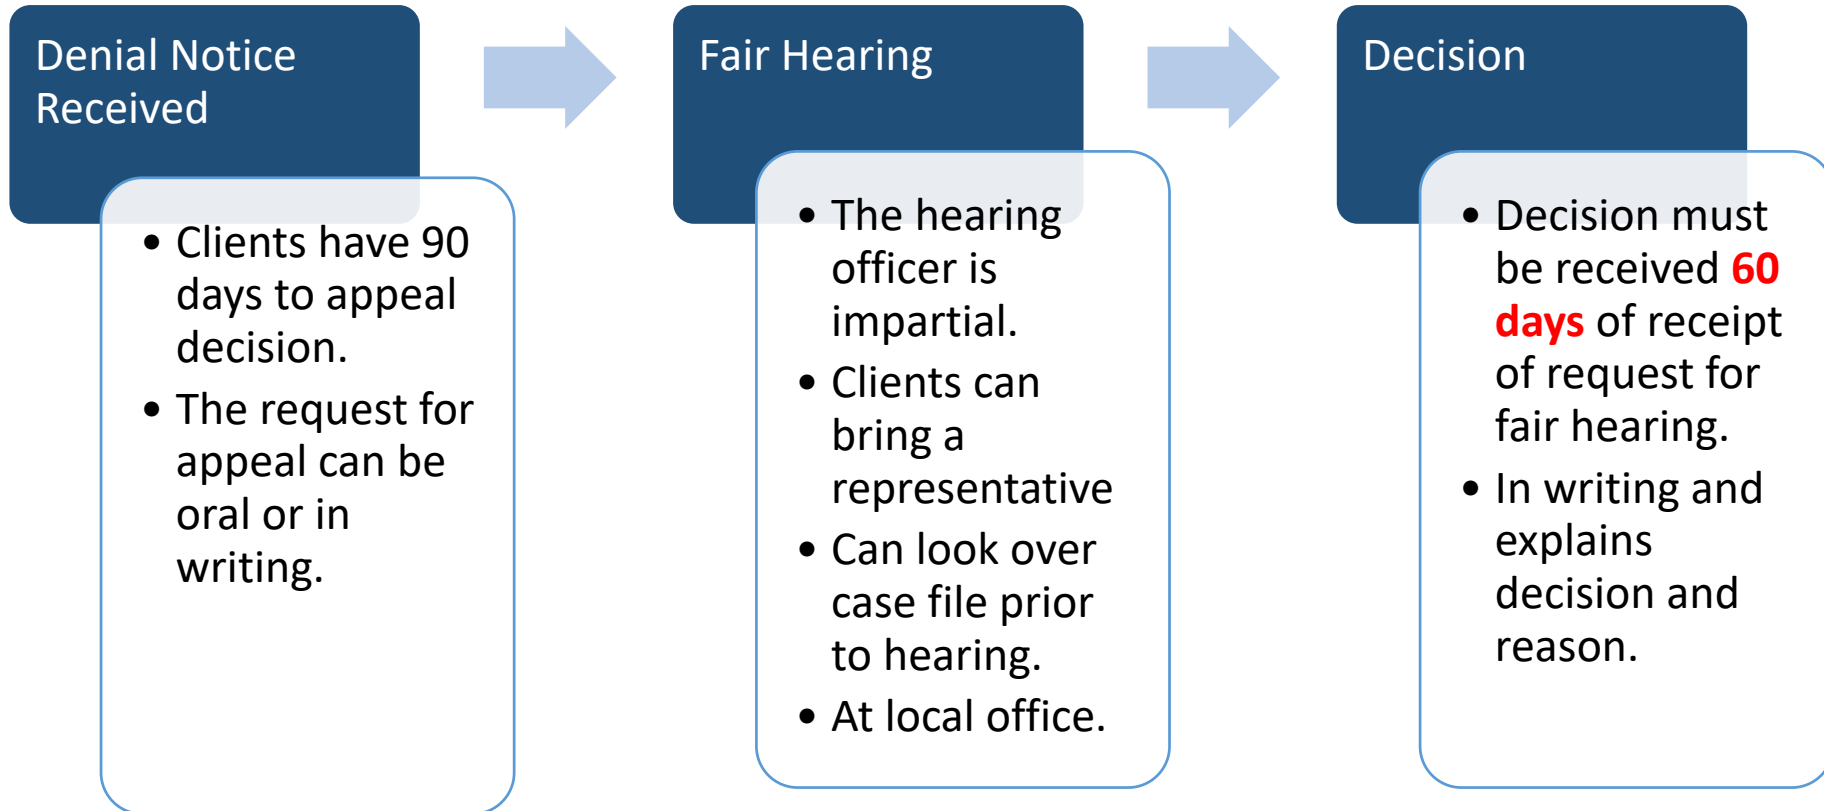 Denial Notice
Received
• Clients have 90
days to appeal
decision.
• The request for
appeal can be
oral or in
writing.
Fair Hearing
• The hearing
officer is
impartial.
• Clients can
bring a
representative
• Can look over
case file prior
to hearing.
• At local office.
Decision
• Decision must
be received 60
days of receipt
of request for
fair hearing.
• In writing and
explains
decision and
reason.